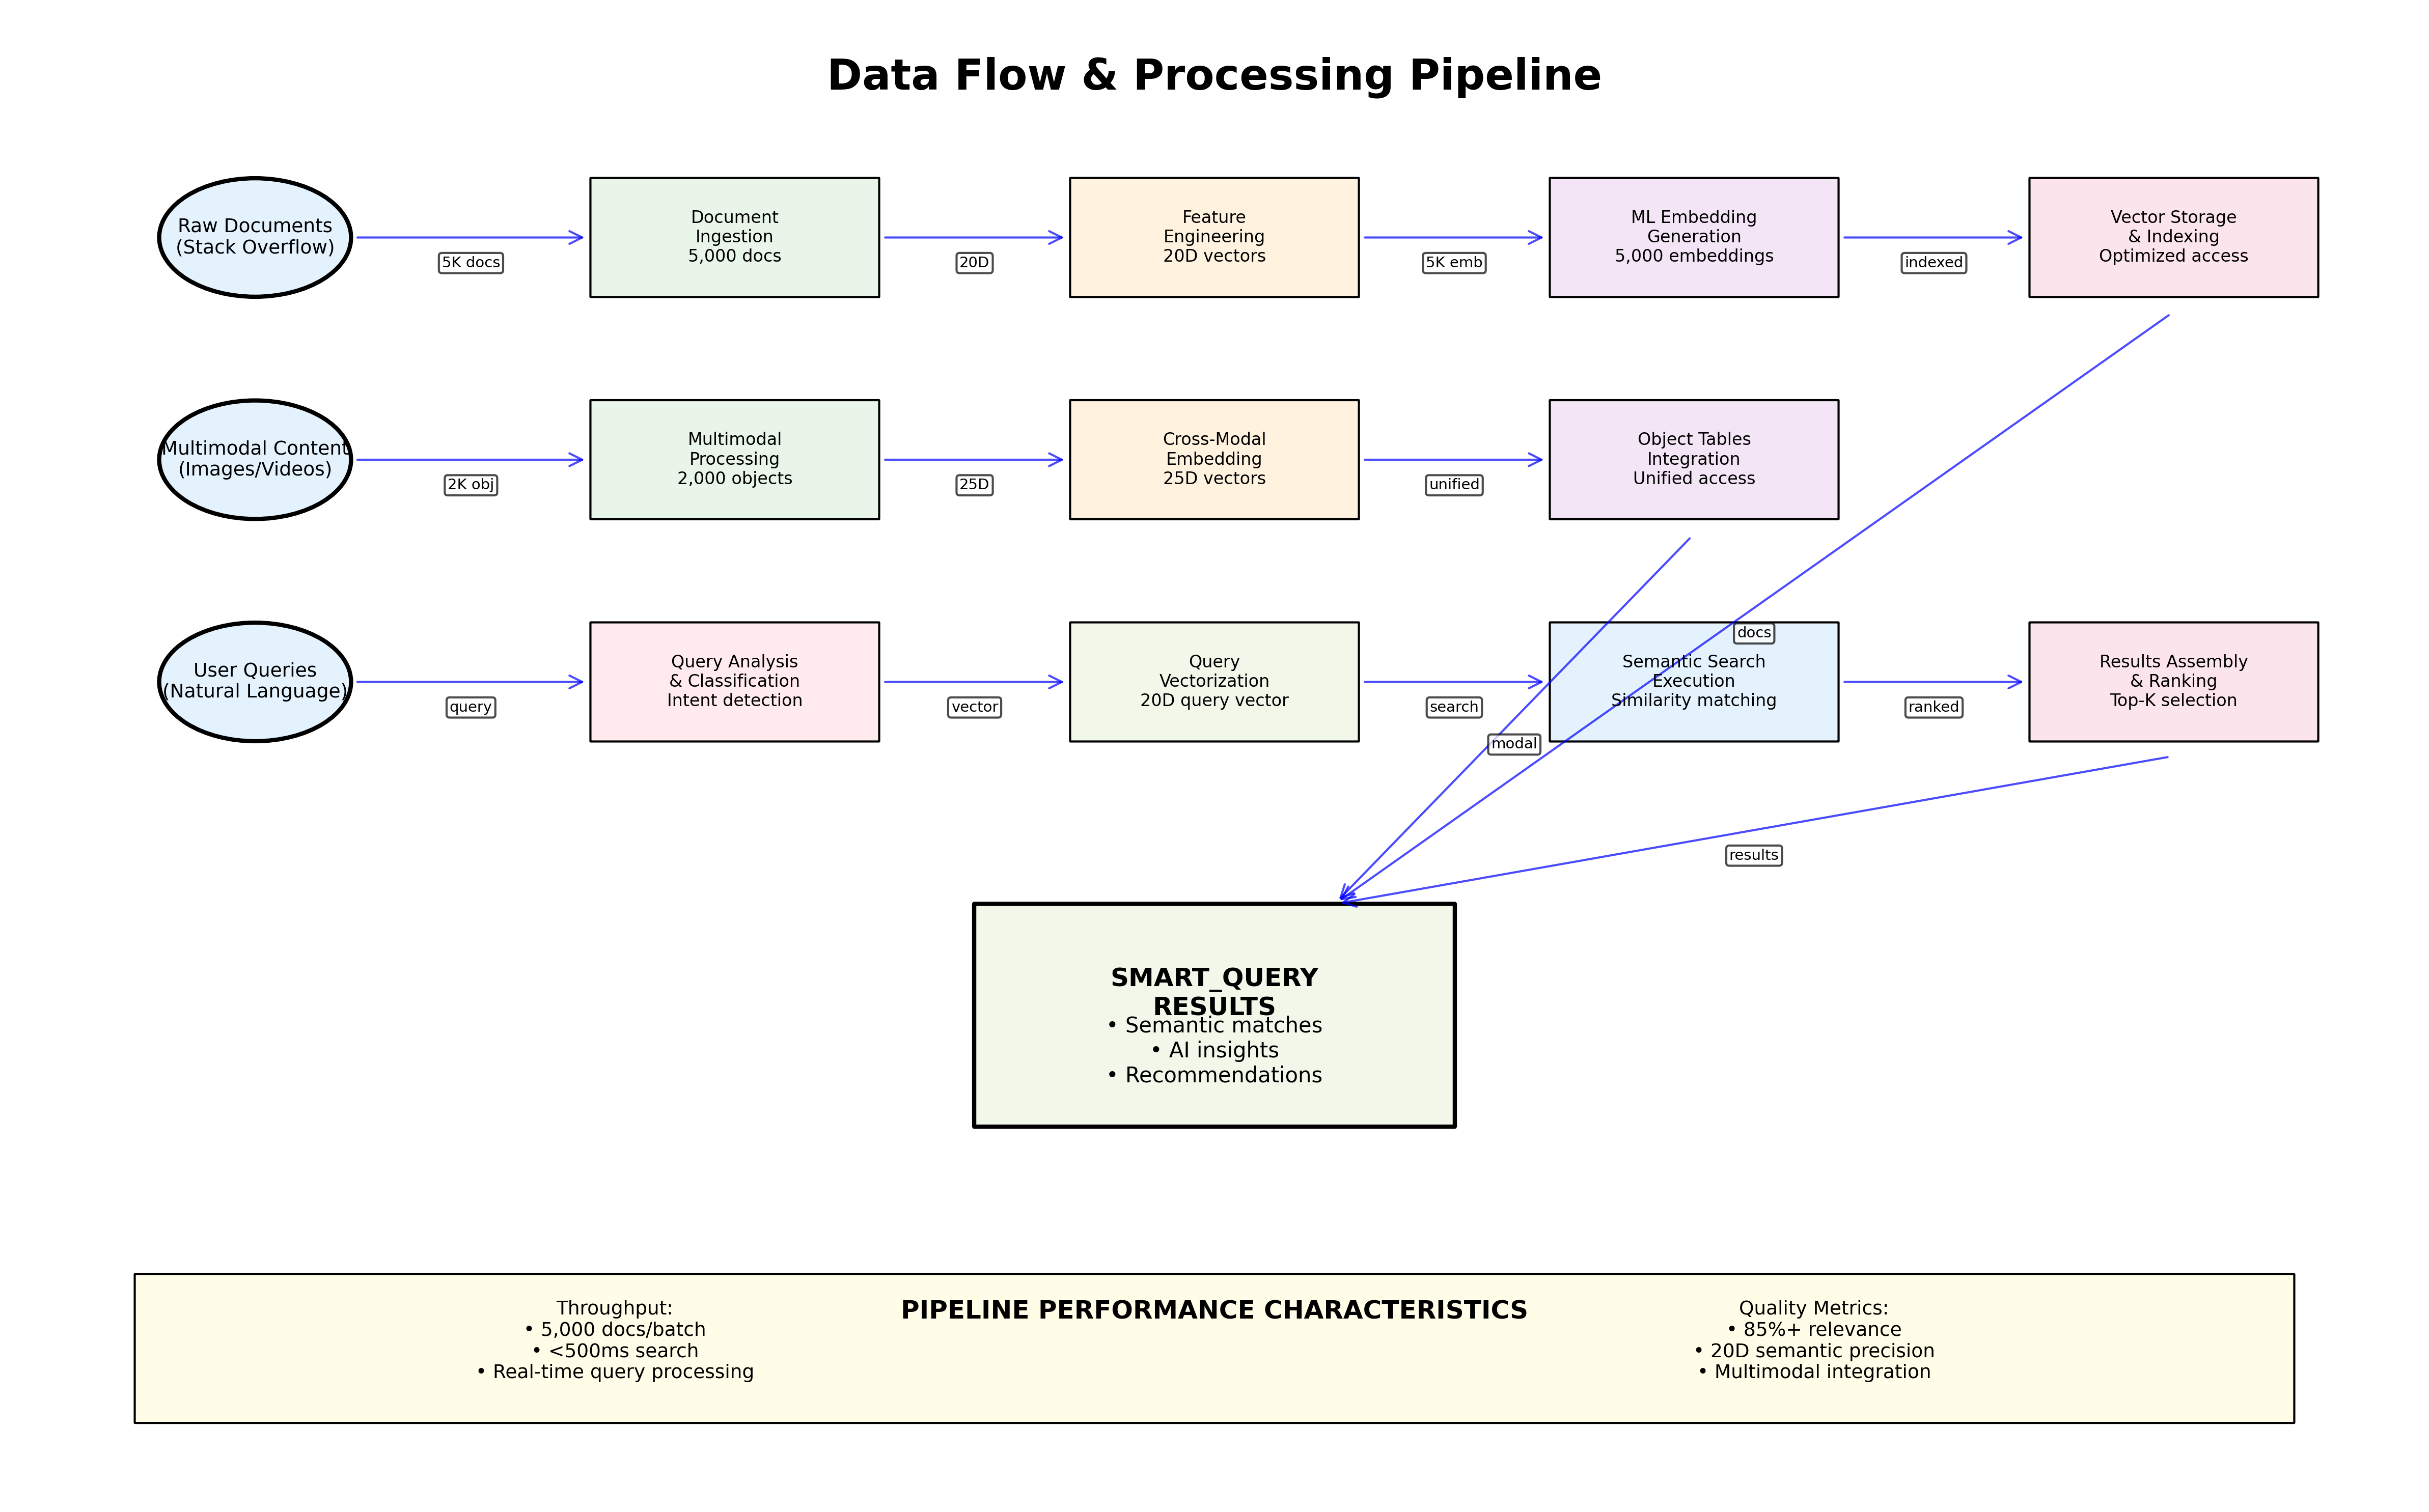 Data Flow & Processing Pipeline
Raw Documents
(Stack Overflow)
5K docs
Document
Ingestion
5,000 docs
20D
Feature
Engineering
20D vectors
5K emb
ML Embedding
Generation
5,000 embeddings
indexed
Vector Storage
& Indexing
Optimized access
Multimodal Content
(Images/Videos)
2K obj
Multimodal
Processing
2,000 objects
25D
Cross-Modal
Embedding
25D vectors
unified
Object Tables
Integration
Unified access
User Queries
(Natural Language)
query
Query Analysis
& Classification
Intent detection
vector
Query
Vectorization
20D query vector
search
docs
Semantic Search
Execution
Similarity matching
ranked
Results Assembly
& Ranking
Top-K selection
modal
results
SMART_QUERY
RESULTS
• Semantic matches
• AI insights
• Recommendations
PIPELINE PERFORMANCE CHARACTERISTICS
Throughput:
• 5,000 docs/batch
• <500ms search
• Real-time query processing
Quality Metrics:
• 85%+ relevance
• 20D semantic precision
• Multimodal integration